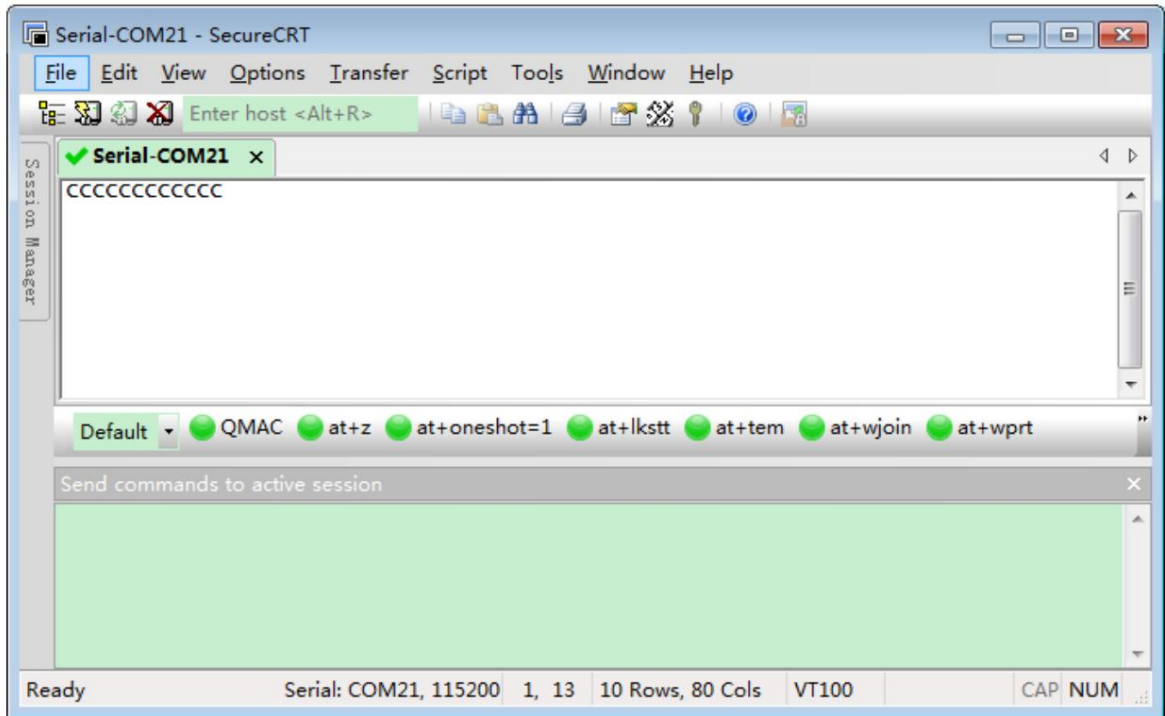 Serial-COM21 - SecureCRT
File Edit View Options Transfer Script Tools Window Help
Enter host <Alt+R>
Session Manager
Serial-COM21 ×
CCCCCCCCCCCC
Default QMAC at+z at+oneshot=1 at+lkstt at+tem at+wjoin at+wprt
Send commands to active session
Ready Serial: COM21, 115200 1, 13 10 Rows, 80 Cols VT100 CAP NUM